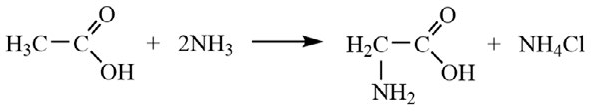 H₃C–C(=O)–OH + 2NH₃ ⟶ H₂C(–NH₂)–C(=O)–OH + NH₄Cl